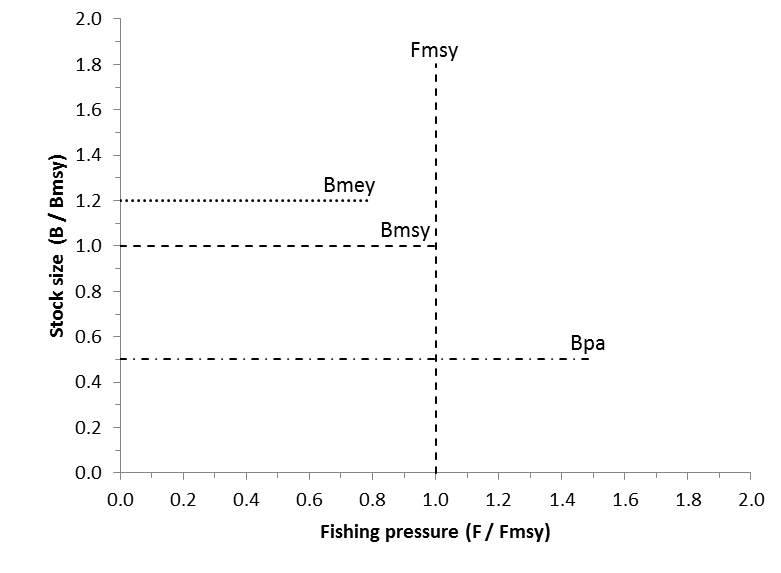 2.0
Fmsy
1.8
1.6
1.4
Bmey
1.2
Bmsy
1.0
0.8
0.6
Bpa
0.4
0.2
0.0
Stock size (B / Bmsy)
0.0 0.2 0.4 0.6 0.8 1.0 1.2 1.4 1.6 1.8 2.0
Fishing pressure (F / Fmsy)